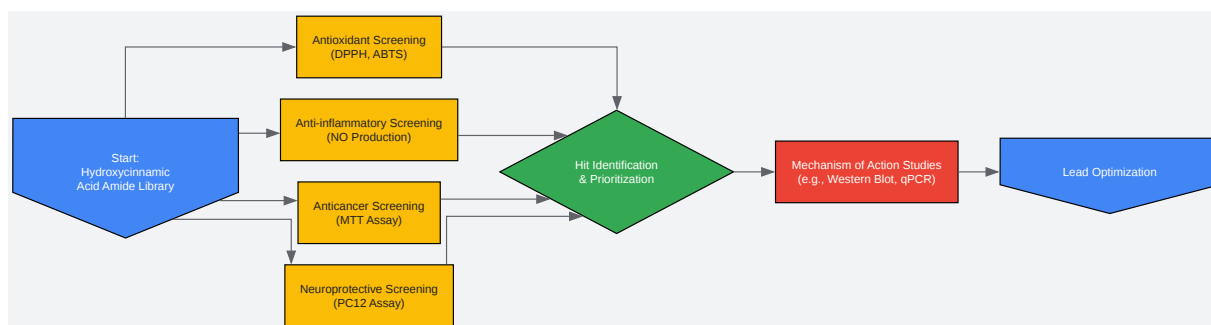 Start:
Hydroxycinnamic
Acid Amide Library
Antioxidant Screening
(DPPH, ABTS)
Anti-inflammatory Screening
(NO Production)
Anticancer Screening
(MTT Assay)
Neuroprotective Screening
(PC12 Assay)
Hit Identification
& Prioritization
Mechanism of Action Studies
(e.g., Western Blot, qPCR)
Lead Optimization